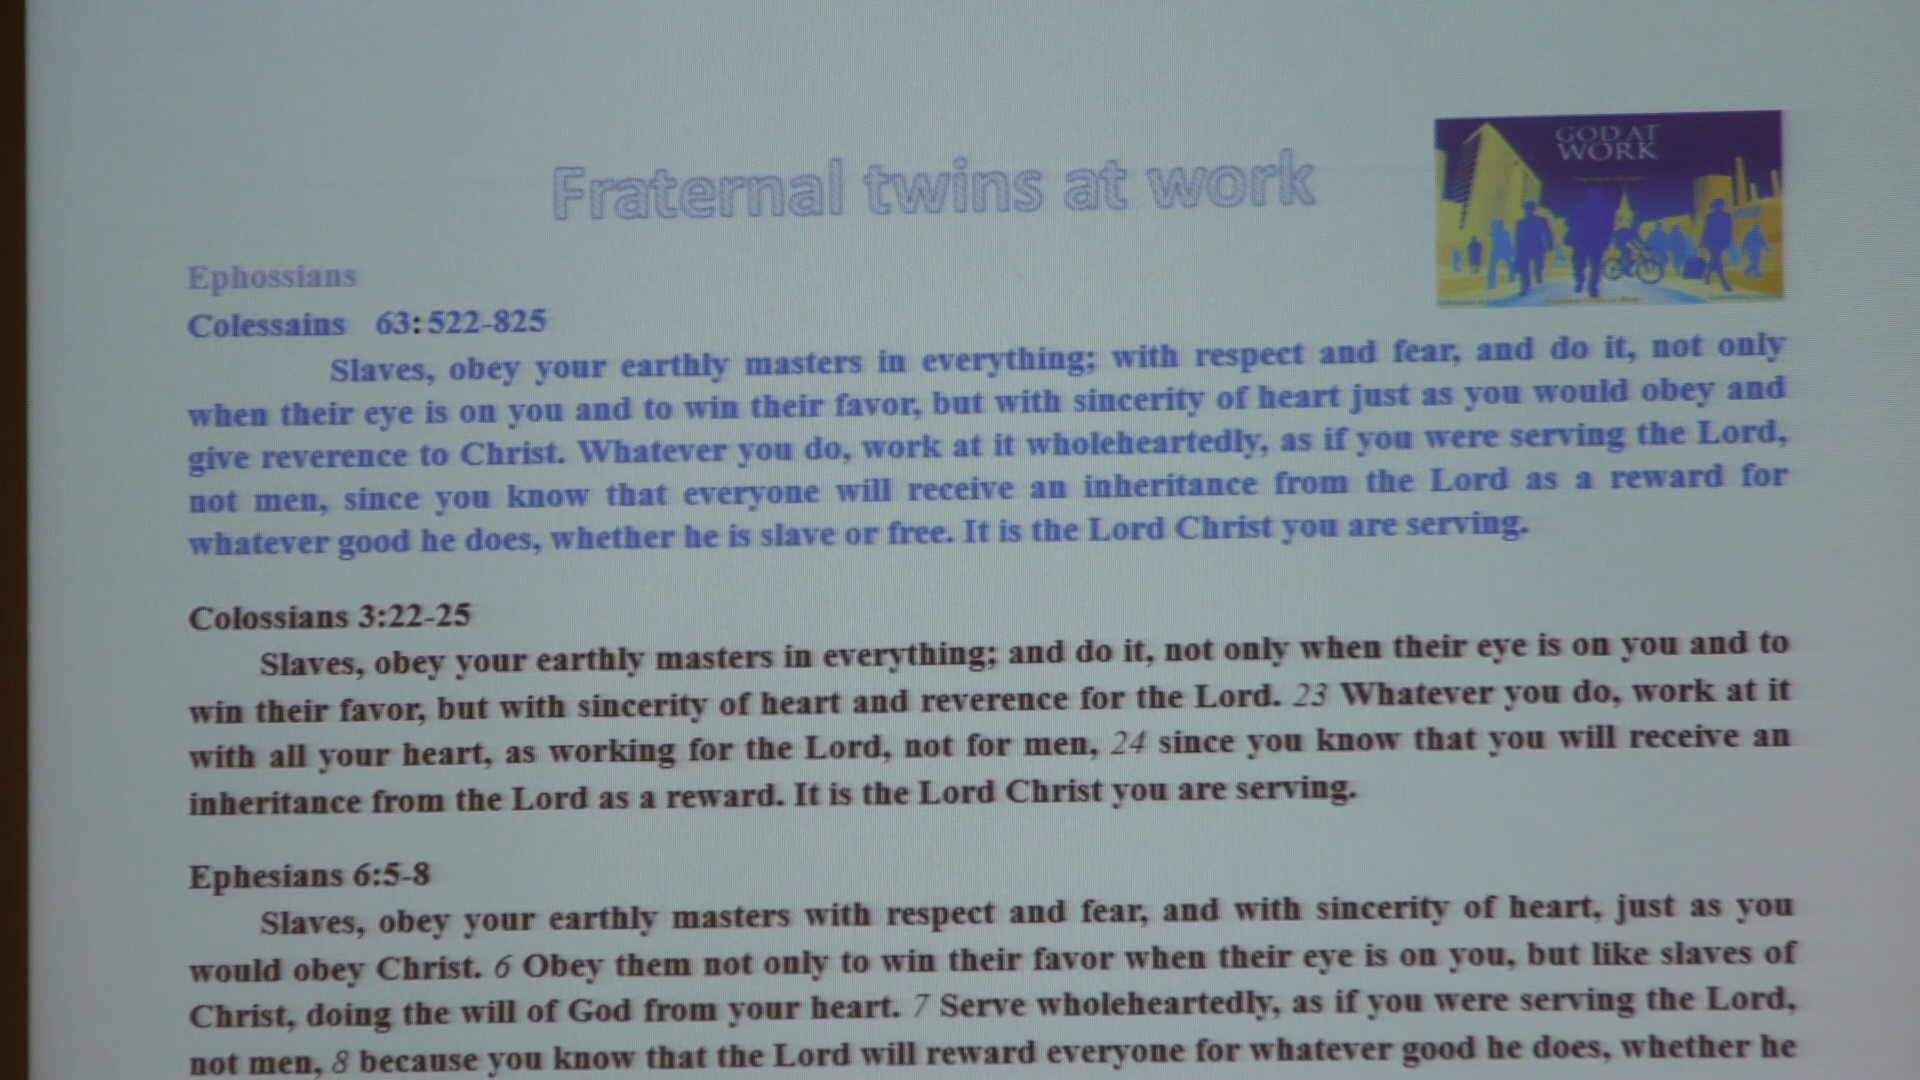 Fraternal twins at work
GOD AT
WORK
Ephossians
Colessains 63:522-825
Slaves, obey your earthly masters in everything; with respect and fear, and do it, not only
when their eye is on you and to win their favor, but with sincerity of heart just as you would obey and
give reverence to Christ. Whatever you do, work at it wholeheartedly, as if you were serving the Lord,
not men, since you know that everyone will receive an inheritance from the Lord as a reward for
whatever good he does, whether he is slave or free. It is the Lord Christ you are serving.
Colossians 3:22-25
Slaves, obey your earthly masters in everything; and do it, not only when their eye is on you and to
win their favor, but with sincerity of heart and reverence for the Lord. 23 Whatever you do, work at it
with all your heart, as working for the Lord, not for men, 24 since you know that you will receive an
inheritance from the Lord as a reward. It is the Lord Christ you are serving.
Ephesians 6:5-8
Slaves, obey your earthly masters with respect and fear, and with sincerity of heart, just as you
would obey Christ. 6 Obey them not only to win their favor when their eye is on you, but like slaves of
Christ, doing the will of God from your heart. 7 Serve wholeheartedly, as if you were serving the Lord,
not men, 8 because you know that the Lord will reward everyone for whatever good he does, whether he